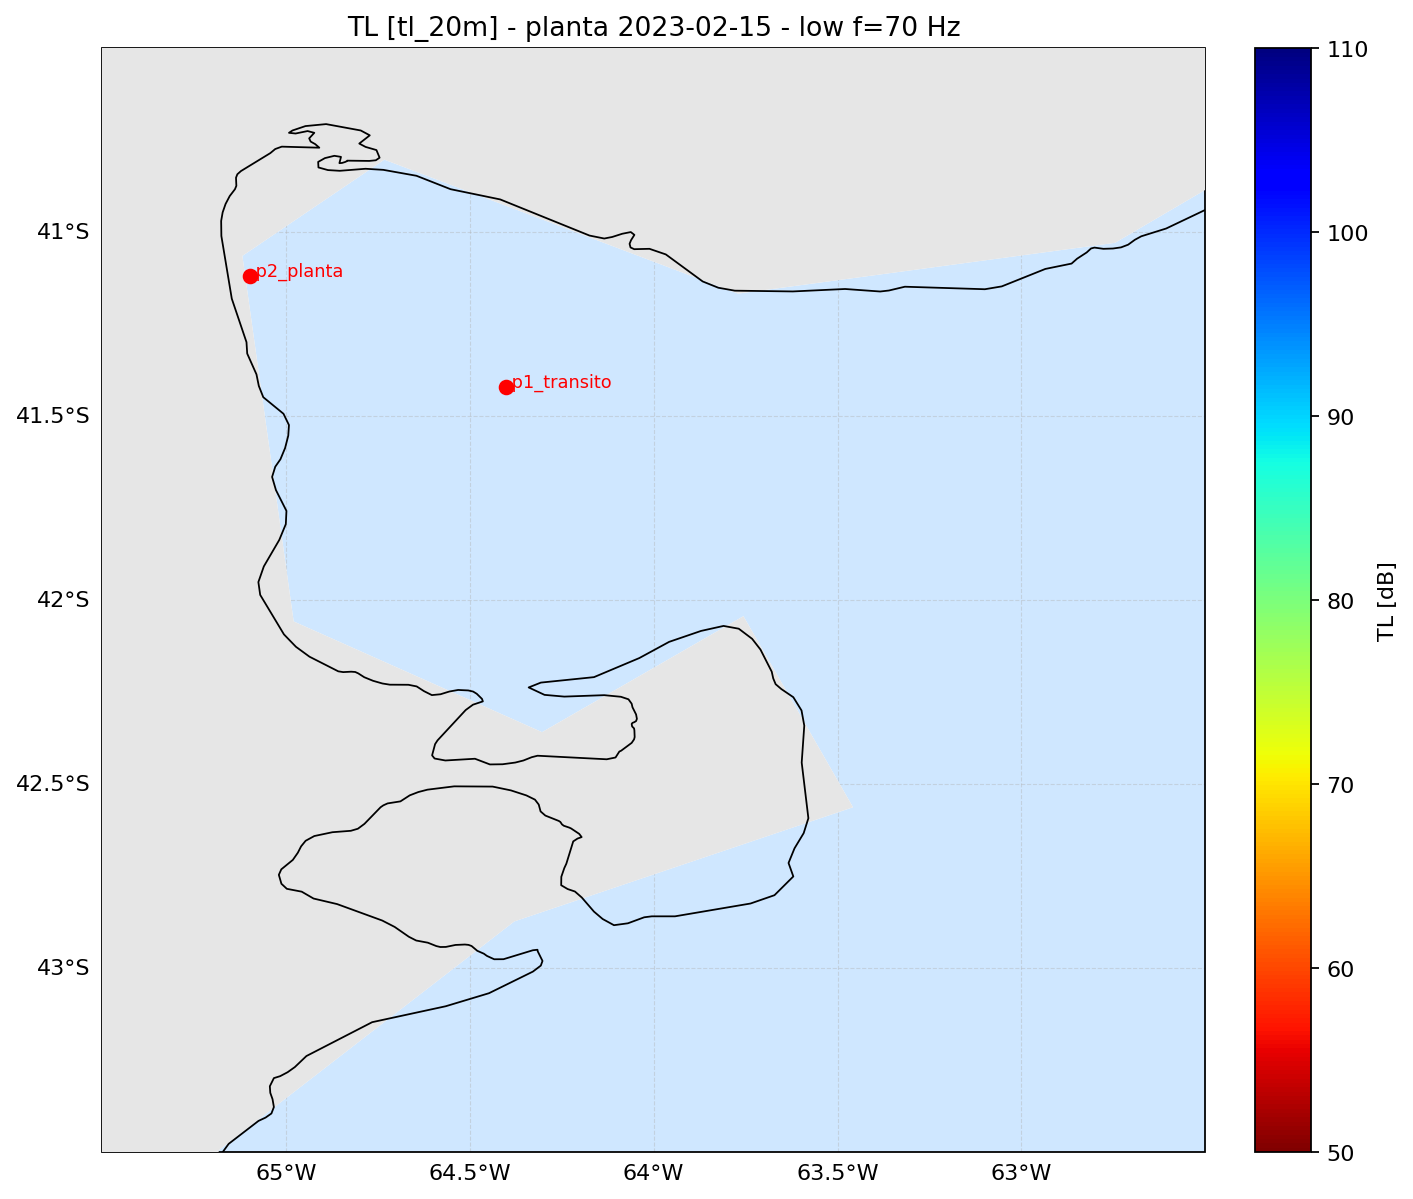 TL [tl_20m] - planta 2023-02-15 - low f=70 Hz
110
41°S
100
p2_planta
p1_transito
41.5°S
90
42°S
80
TL [dB]
42.5°S
70
43°S
60
50
65°W
64.5°W
64°W
63.5°W
63°W